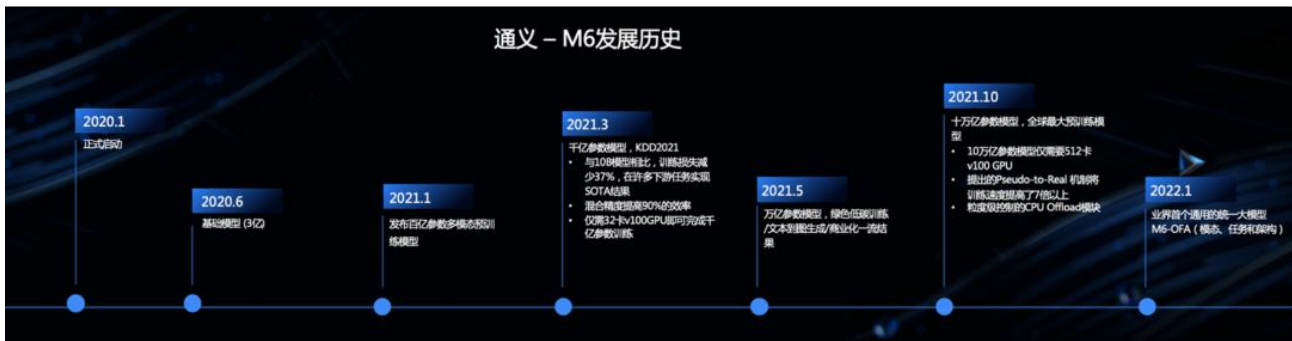 通义 – M6发展历史
2020.1
正式启动
2020.6
基础模型 (3亿)
2021.1
发布百亿参数多模态预训
练模型
2021.3
千亿参数模型，KDD2021
• 与10B模型相比，训练损失减
少37%，在许多下游任务实现
SOTA结果
• 混合精度提高90%的效率
• 仅需32卡v100GPU即可完成千
亿参数训练
2021.5
万亿参数模型，绿色低碳训练
/文本到图生成/商业化一流结
果
2021.10
十万亿参数模型，全球最大预训练模
型
• 10万亿参数模型仅需要512卡
v100 GPU
• 提出的Pseudo-to-Real 机制将
训练速度提高了7倍以上
• 粒度级控制的CPU Offload模块
2022.1
业界首个通用的统一大模型
M6-OFA（模态、任务和架构）